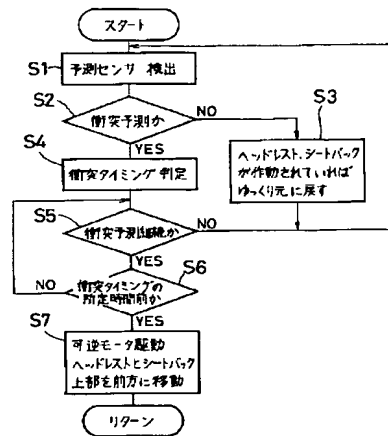 スタート
S1
予測センサ 検出
S2
衝突予測か
NO
YES
S3
ヘッドレスト、シートバック
が作動されていれば
ゆっくり元に戻す
S4
衝突タイミング 判定
S5
衝突予測継続か
NO
YES
S6
衝突タイミングの
所定時間前か
NO
YES
S7
可逆モータ駆動
ヘッドレストとシートバック
上部を前方に移動
リターン